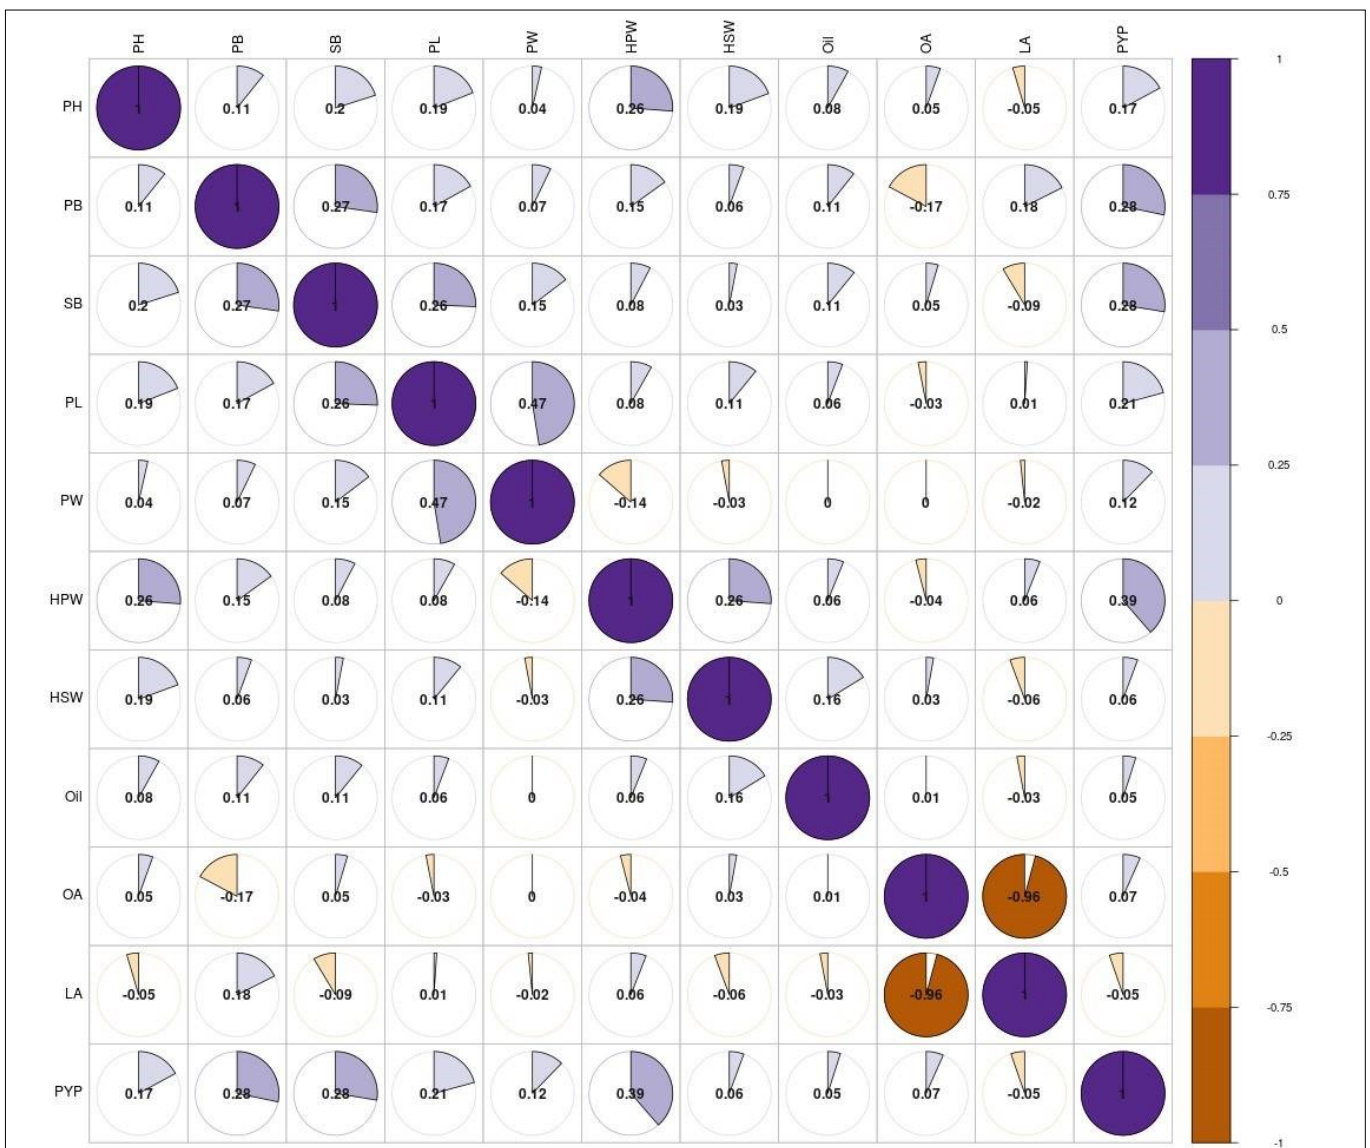 PH PB SB PL PW HPW HSW Oil OA LA PYP
PH 1 0.11 0.2 0.19 0.04 0.26 0.19 0.08 0.05 -0.05 0.17
PB 0.11 1 0.27 0.17 0.07 0.15 0.06 0.11 -0.17 0.18 0.28
SB 0.2 0.27 1 0.26 0.15 0.08 0.03 0.11 0.05 -0.09 0.28
PL 0.19 0.17 0.26 1 0.47 0.08 0.11 0.06 -0.03 0.01 0.21
PW 0.04 0.07 0.15 0.47 1 -0.14 -0.03 0 0 -0.02 0.12
HPW 0.26 0.15 0.08 0.08 -0.14 1 0.26 0.06 -0.04 0.06 0.39
HSW 0.19 0.06 0.03 0.11 -0.03 0.26 1 0.16 0.03 -0.06 0.06
Oil 0.08 0.11 0.11 0.06 0 0.06 0.16 1 0.01 -0.03 0.05
OA 0.05 -0.17 0.05 -0.03 0 -0.04 0.03 0.01 1 -0.96 0.07
LA -0.05 0.18 -0.09 0.01 -0.02 0.06 -0.06 -0.03 -0.96 1 -0.05
PYP 0.17 0.28 0.28 0.21 0.12 0.39 0.06 0.05 0.07 -0.05 1
1
0.75
0.5
0.25
0
-0.25
-0.5
-0.75
-1